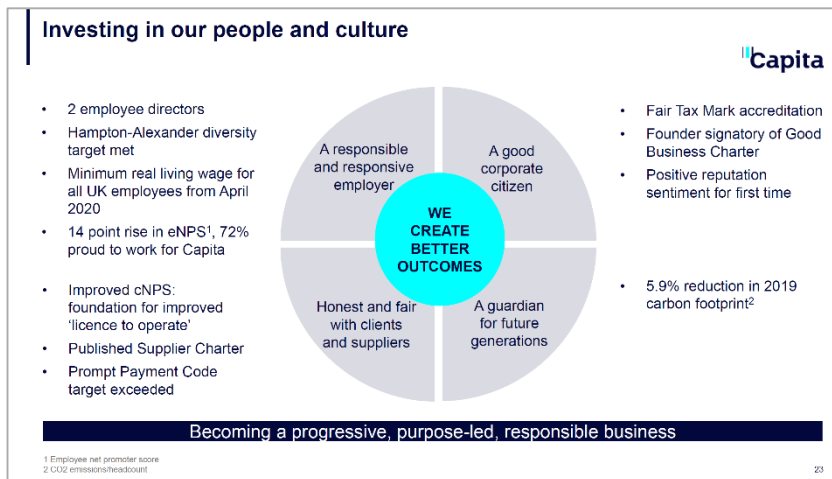 Investing in our people and culture
Capita
• 2 employee directors
• Hampton-Alexander diversity
target met
• Minimum real living wage for
all UK employees from April
2020
• 14 point rise in eNPS¹, 72%
proud to work for Capita
• Improved cNPS:
foundation for improved
‘licence to operate’
• Published Supplier Charter
• Prompt Payment Code
target exceeded
A responsible
and responsive
employer
A good
corporate
citizen
WE
CREATE
BETTER
OUTCOMES
Honest and fair
with clients
and suppliers
A guardian
for future
generations
• Fair Tax Mark accreditation
• Founder signatory of Good
Business Charter
• Positive reputation
sentiment for first time
• 5.9% reduction in 2019
carbon footprint²
Becoming a progressive, purpose-led, responsible business
1 Employee net promoter score
2 CO2 emissions/headcount
23